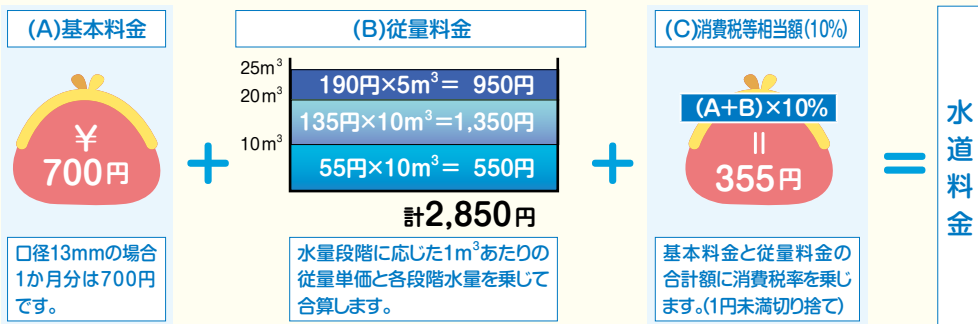 (A)基本料金
¥
700円
口径13mmの場合
1か月分は700円
です。
+
(B)従量料金
25m³
20m³
10m³
190円×5m³= 950円
135円×10m³=1,350円
55円×10m³= 550円
計2,850円
水量段階に応じた1m³あたりの
従量単価と各段階水量を乗じて
合算します。
+
(C)消費税等相当額(10%)
(A+B)×10%
=
355円
基本料金と従量料金の
合計額に消費税率を乗じ
ます。(1円未満切り捨て)
=
水道料金